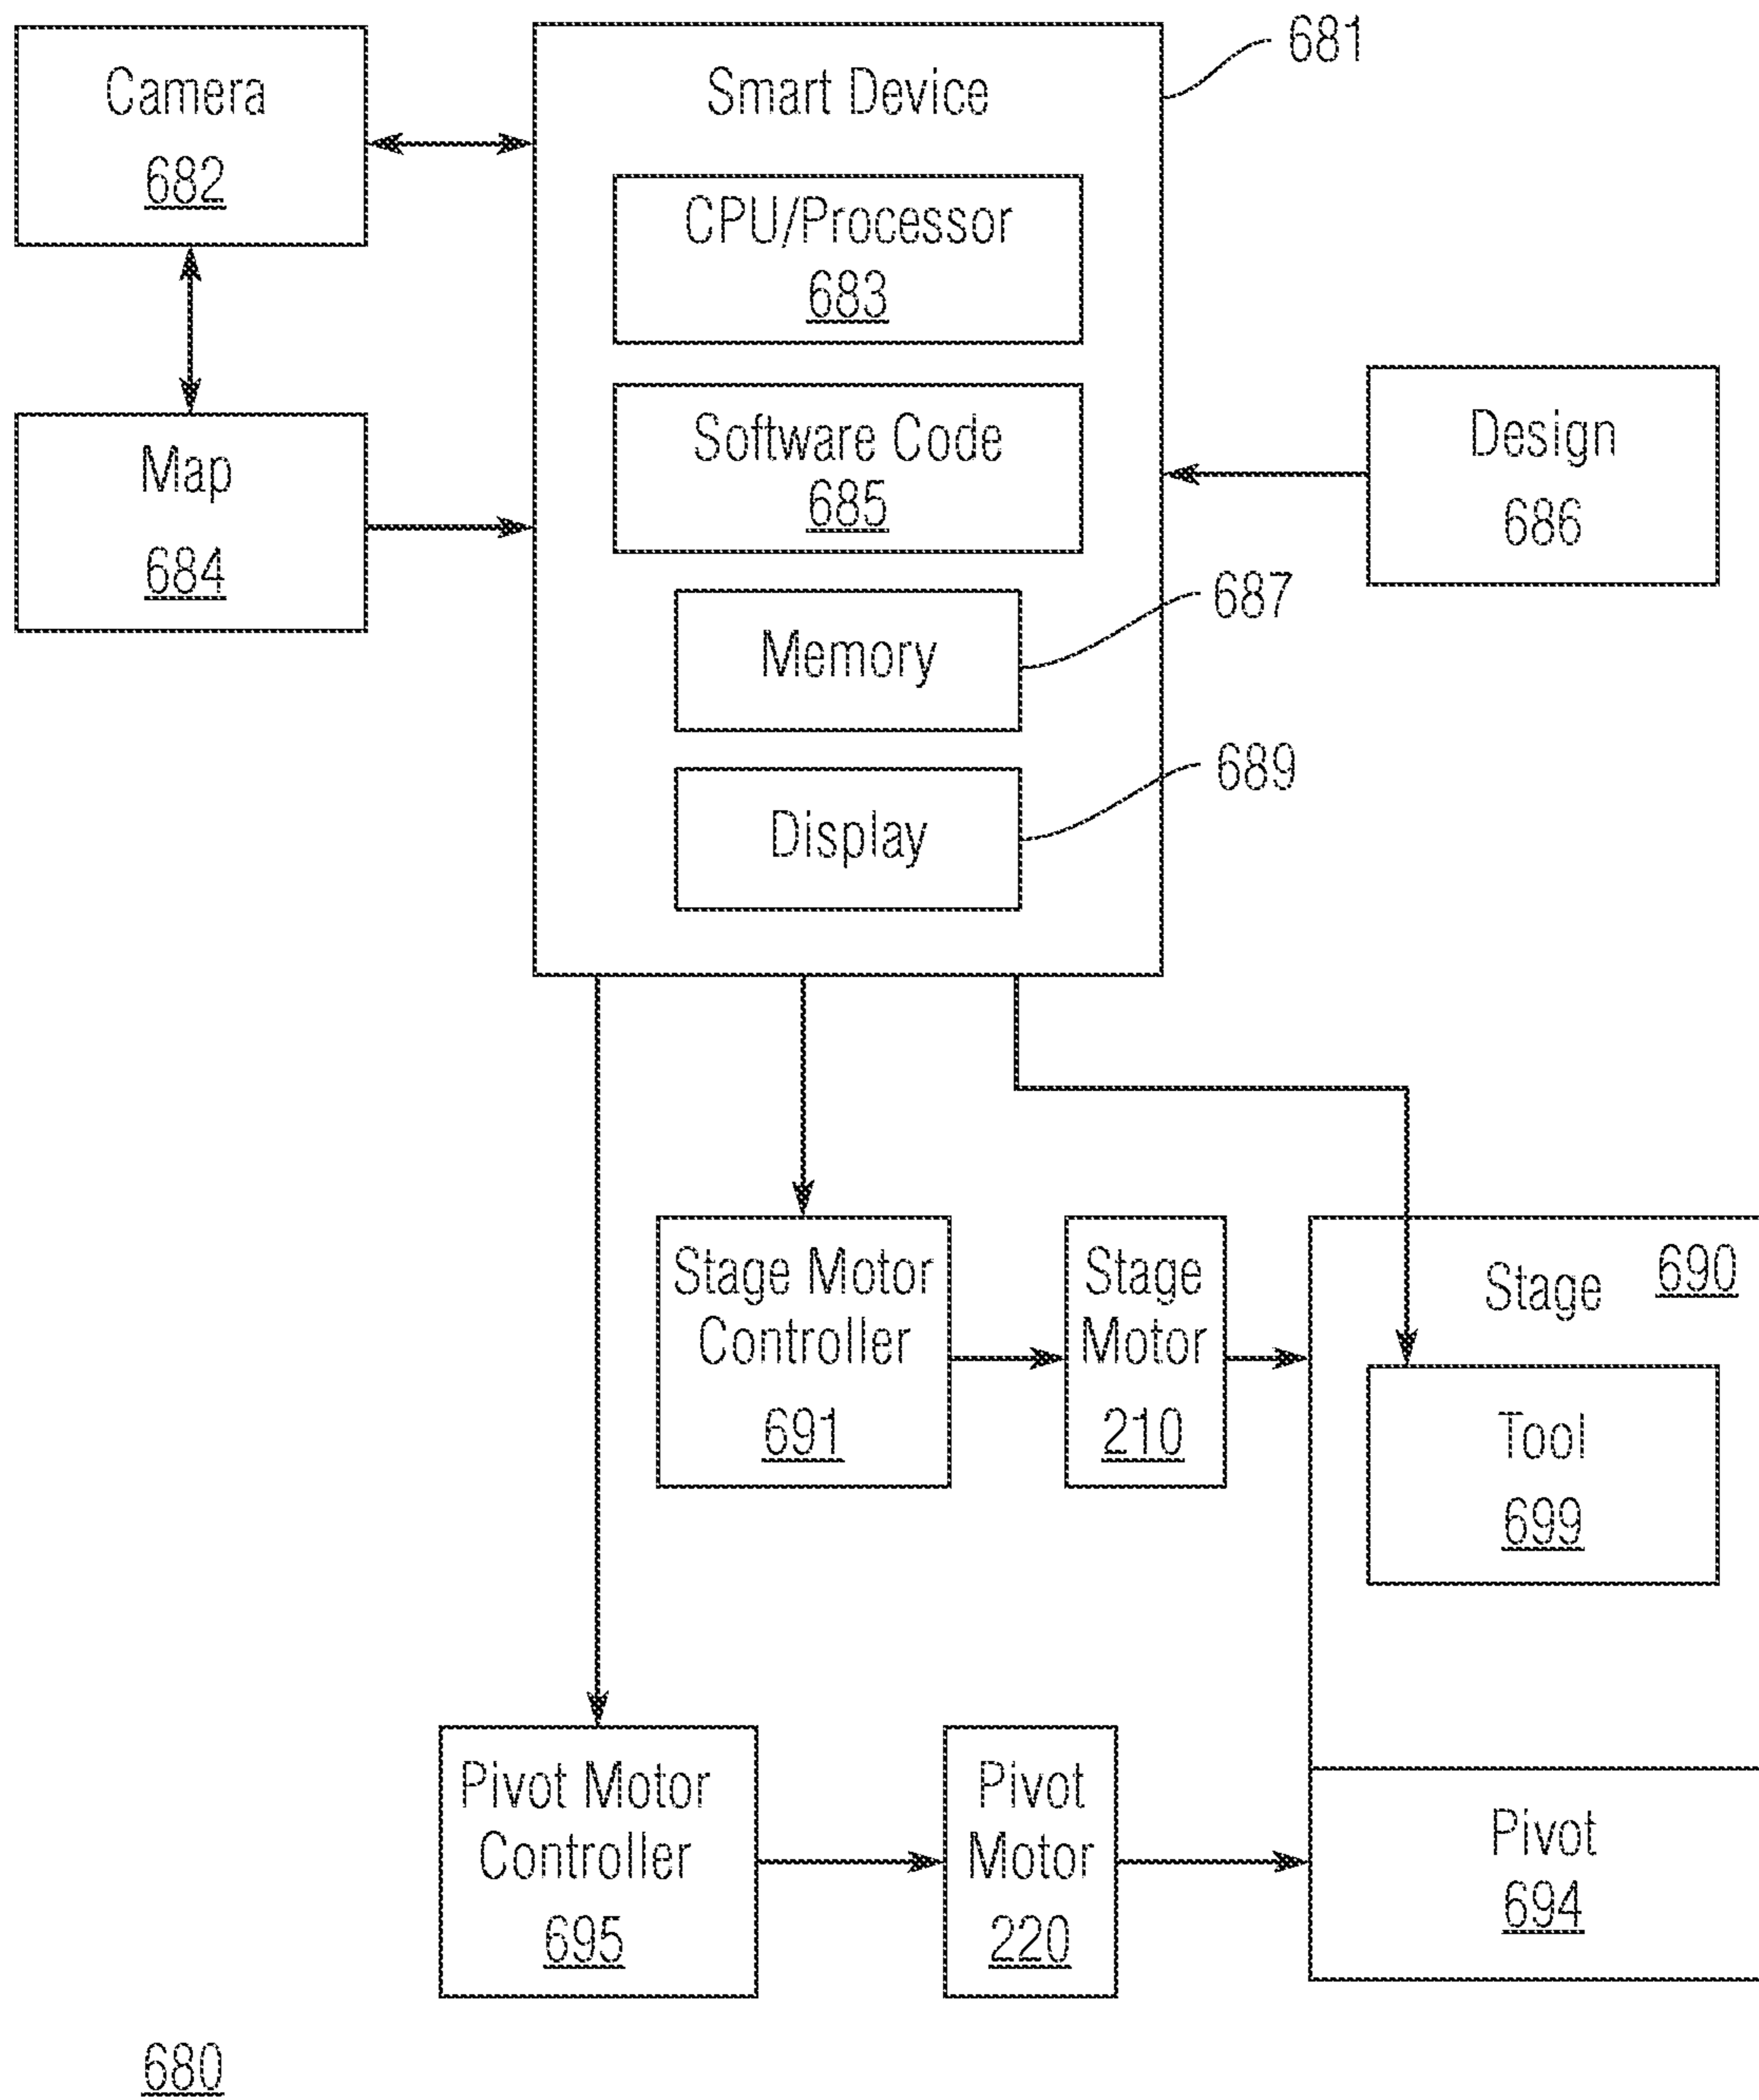 Camera
682
Smart Device
681
CPU/Processor
683
Software Code
685
Map
684
Design
686
Memory
687
Display
689
Stage Motor
Controller
691
Stage
Motor
210
Stage
690
Tool
699
Pivot Motor
Controller
695
Pivot
Motor
220
Pivot
694
680